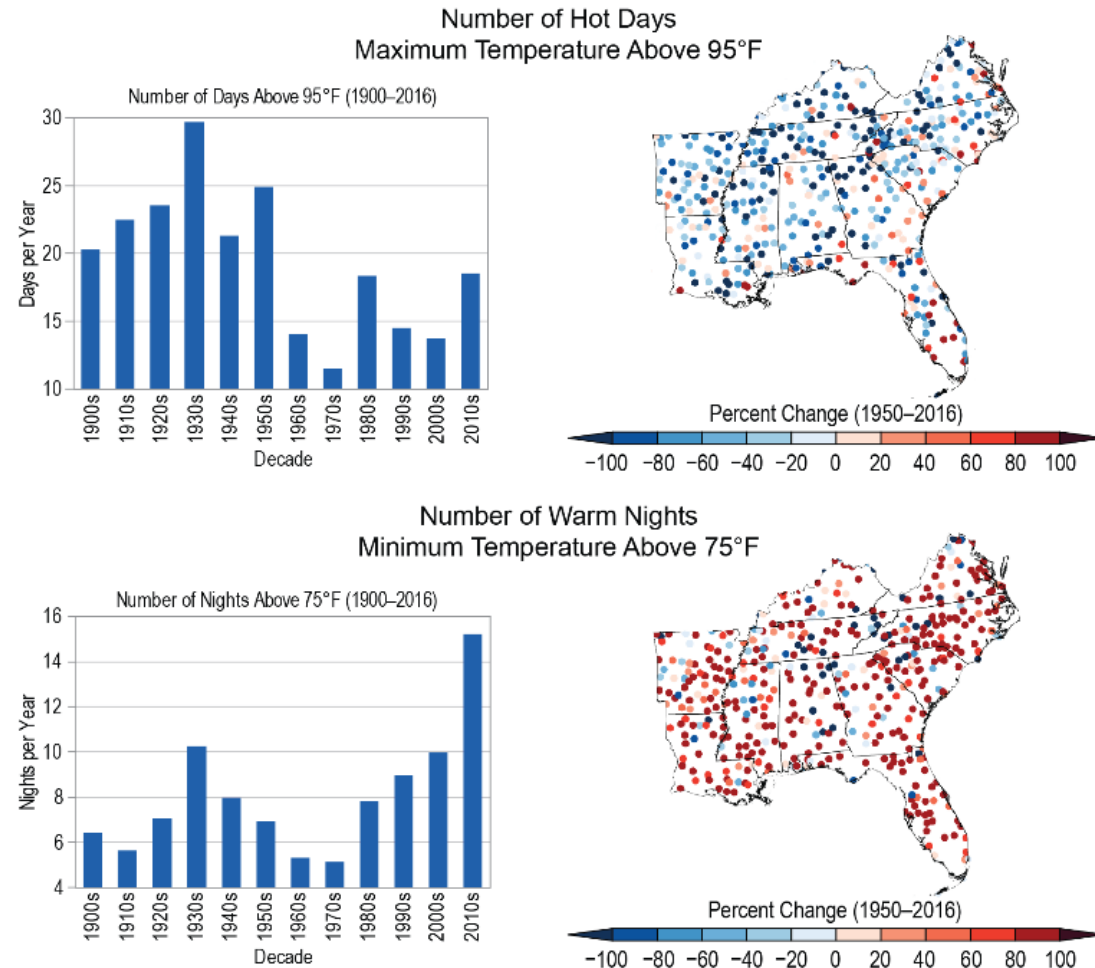 Number of Hot Days
Maximum Temperature Above 95°F
Number of Days Above 95°F (1900–2016)
Days per Year
30
25
20
15
10
1900s
1910s
1920s
1930s
1940s
1950s
1960s
1970s
1980s
1990s
2000s
2010s
Decade
Percent Change (1950–2016)
−100 −80 −60 −40 −20 0 20 40 60 80 100
Number of Warm Nights
Minimum Temperature Above 75°F
Number of Nights Above 75°F (1900–2016)
Nights per Year
16
14
12
10
8
6
4
1900s
1910s
1920s
1930s
1940s
1950s
1960s
1970s
1980s
1990s
2000s
2010s
Decade
Percent Change (1950–2016)
−100 −80 −60 −40 −20 0 20 40 60 80 100